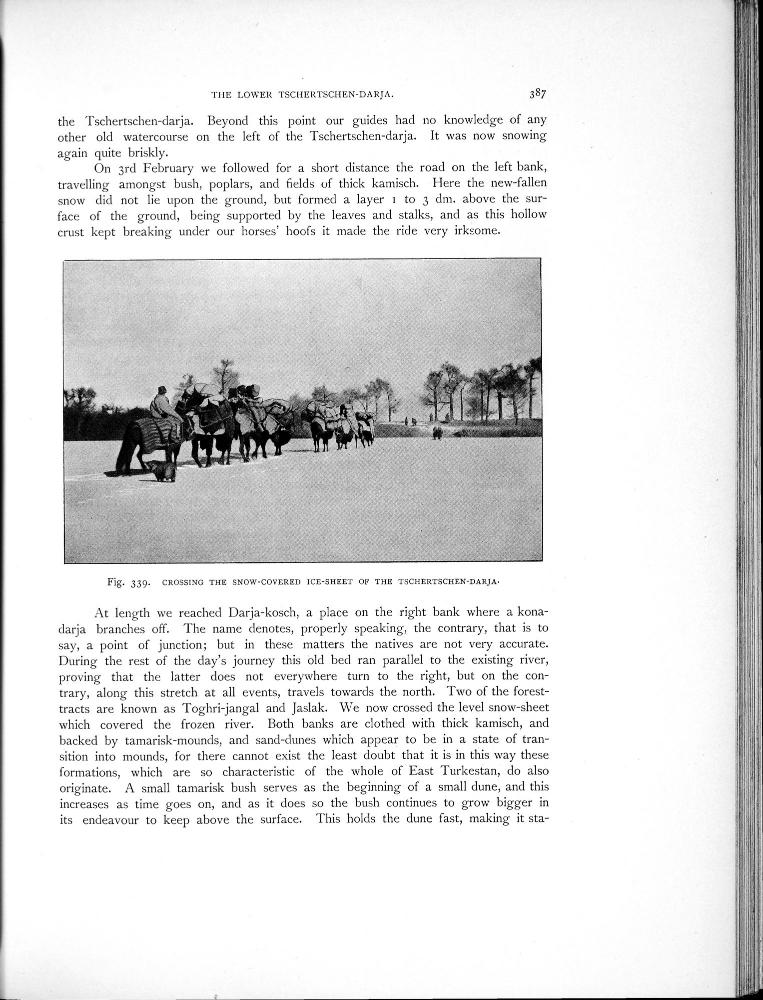 THE LOWER TSCHERTSCHEN-DARJA. 387
the Tschertschen-darja. Beyond this point our guides had no knowledge of any
other old watercourse on the left of the Tschertschen-darja. It was now snowing
again quite briskly.
On 3rd February we followed for a short distance the road on the left bank,
travelling amongst bush, poplars, and fields of thick kamisch. Here the new-fallen
snow did not lie upon the ground, but formed a layer 1 to 3 dm. above the sur-
face of the ground, being supported by the leaves and stalks, and as this hollow
crust kept breaking under our horses' hoofs it made the ride very irksome.
Fig. 339. CROSSING THE SNOW-COVERED ICE-SHEET OF THE TSCHERTSCHEN-DARJA.
At length we reached Darja-kosch, a place on the right bank where a kona-
darja branches off. The name denotes, properly speaking, the contrary, that is to
say, a point of junction; but in these matters the natives are not very accurate.
During the rest of the day's journey this old bed ran parallel to the existing river,
proving that the latter does not everywhere turn to the right, but on the con-
trary, along this stretch at all events, travels towards the north. Two of the forest-
tracts are known as Toghri-jangal and Jaslak. We now crossed the level snow-sheet
which covered the frozen river. Both banks are clothed with thick kamisch, and
backed by tamarisk-mounds, and sand-dunes which appear to be in a state of tran-
sition into mounds, for there cannot exist the least doubt that it is in this way these
formations, which are so characteristic of the whole of East Turkestan, do also
originate. A small tamarisk bush serves as the beginning of a small dune, and this
increases as time goes on, and as it does so the bush continues to grow bigger in
its endeavour to keep above the surface. This holds the dune fast, making it sta-